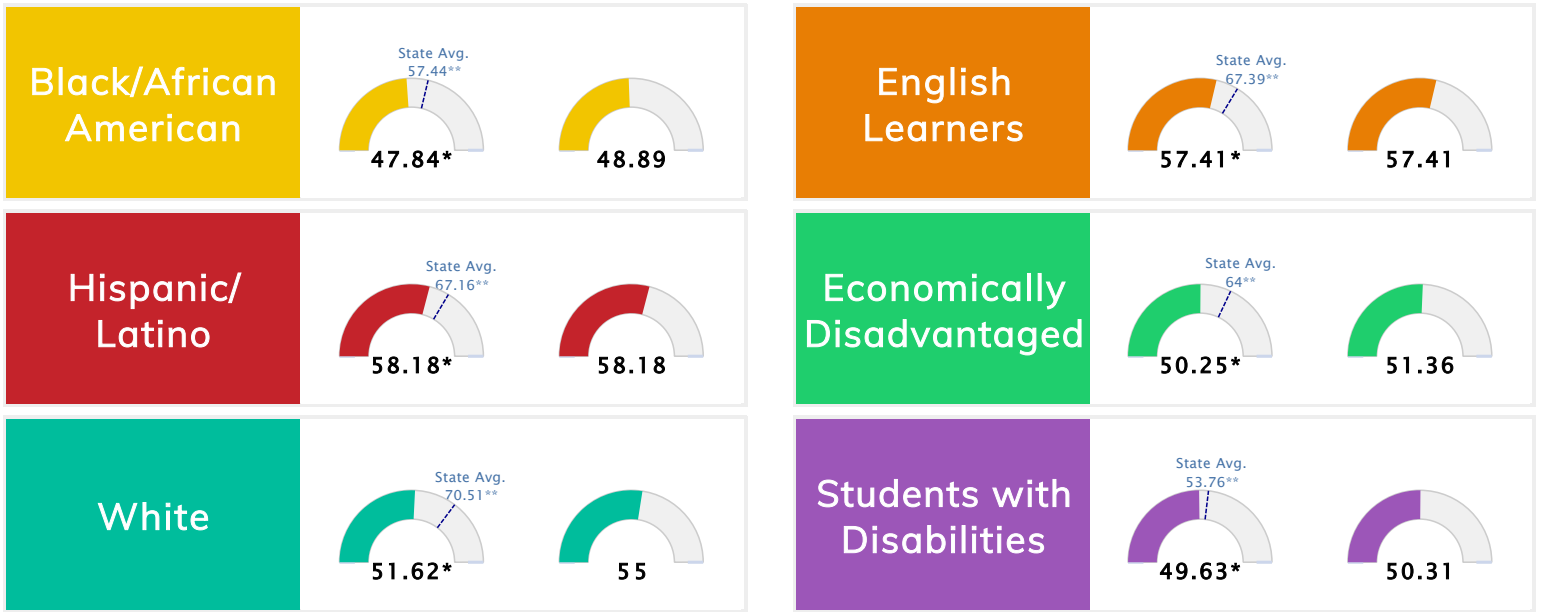 Black/African
American
State Avg.
57.44**
47.84*
48.89
English
Learners
State Avg.
67.39**
57.41*
57.41
Hispanic/
Latino
State Avg.
67.16**
58.18*
58.18
Economically
Disadvantaged
State Avg.
64**
50.25*
51.36
White
State Avg.
70.51**
51.62*
55
Students with
Disabilities
State Avg.
53.76**
49.63*
50.31